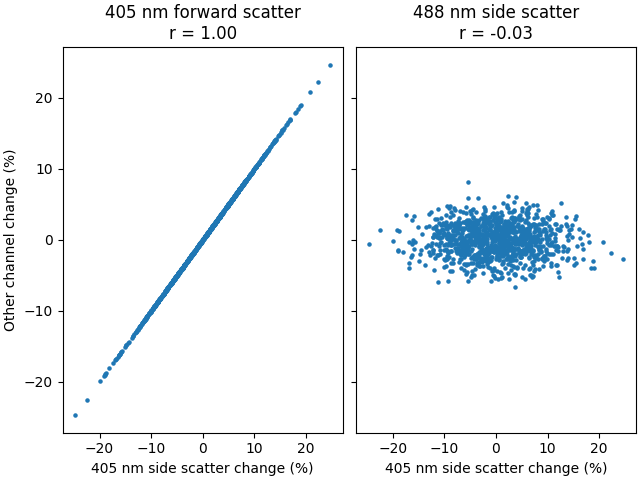 405 nm forward scatter
r = 1.00
488 nm side scatter
r = -0.03
Other channel change (%)
20
10
0
−10
−20
−20
−10
0
10
20
−20
−10
0
10
20
405 nm side scatter change (%)
405 nm side scatter change (%)